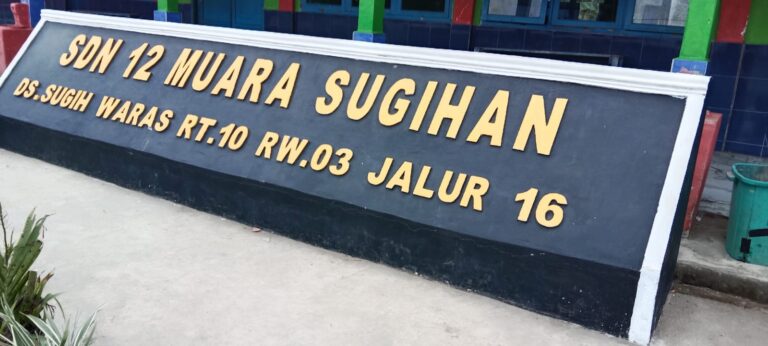 SDN 12 MUARA SUGIHAN
DS.SUGIH WARAS RT.10 RW.03 JALUR 16